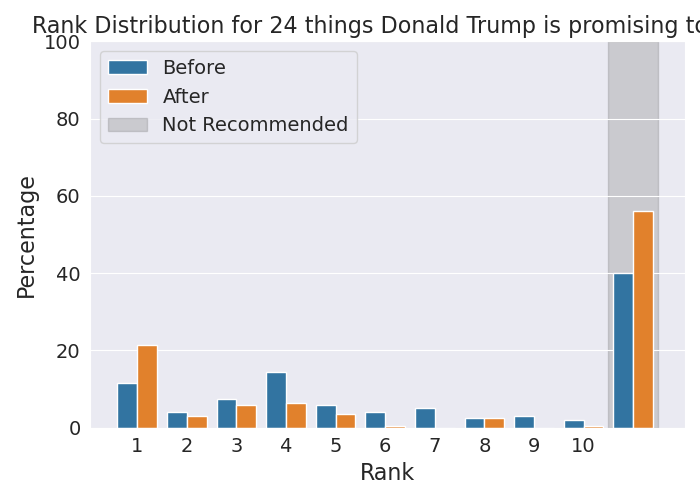 Rank Distribution for 24 things Donald Trump is promising to
100
80
60
40
20
0
Percentage
Before
After
Not Recommended
1 2 3 4 5 6 7 8 9 10
Rank